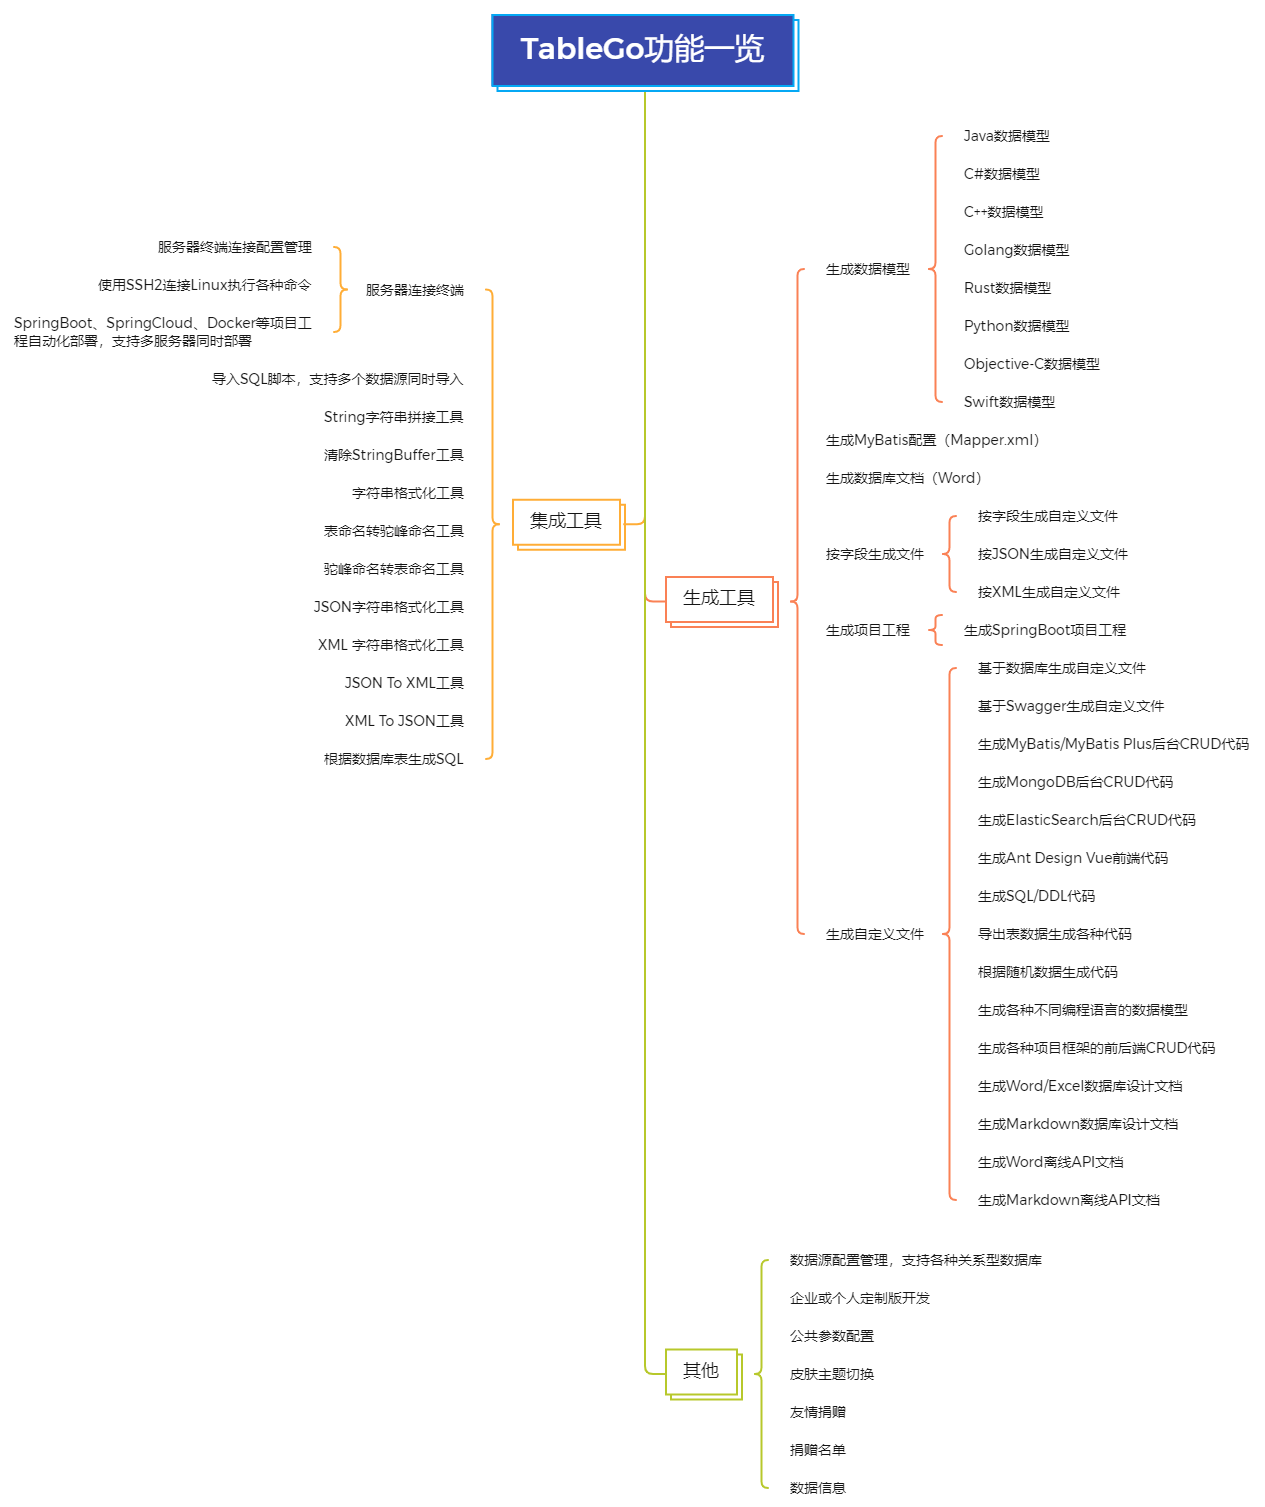 TableGo功能一览
集成工具
服务器连接终端
服务器终端连接配置管理
使用SSH2连接Linux执行各种命令
SpringBoot、SpringCloud、Docker等项目工
程自动化部署，支持多服务器同时部署
导入SQL脚本，支持多个数据源同时导入
String字符串拼接工具
清除StringBuffer工具
字符串格式化工具
表命名转驼峰命名工具
驼峰命名转表命名工具
JSON字符串格式化工具
XML 字符串格式化工具
JSON To XML工具
XML To JSON工具
根据数据库表生成SQL
生成工具
生成数据模型
Java数据模型
C#数据模型
C++数据模型
Golang数据模型
Rust数据模型
Python数据模型
Objective-C数据模型
Swift数据模型
生成MyBatis配置（Mapper.xml）
生成数据库文档（Word）
按字段生成文件
按字段生成自定义文件
按JSON生成自定义文件
按XML生成自定义文件
生成项目工程
生成SpringBoot项目工程
生成自定义文件
基于数据库生成自定义文件
基于Swagger生成自定义文件
生成MyBatis/MyBatis Plus后台CRUD代码
生成MongoDB后台CRUD代码
生成ElasticSearch后台CRUD代码
生成Ant Design Vue前端代码
生成SQL/DDL代码
导出表数据生成各种代码
根据随机数据生成代码
生成各种不同编程语言的数据模型
生成各种项目框架的前后端CRUD代码
生成Word/Excel数据库设计文档
生成Markdown数据库设计文档
生成Word离线API文档
生成Markdown离线API文档
其他
数据源配置管理，支持各种关系型数据库
企业或个人定制版开发
公共参数配置
皮肤主题切换
友情捐赠
捐赠名单
数据信息